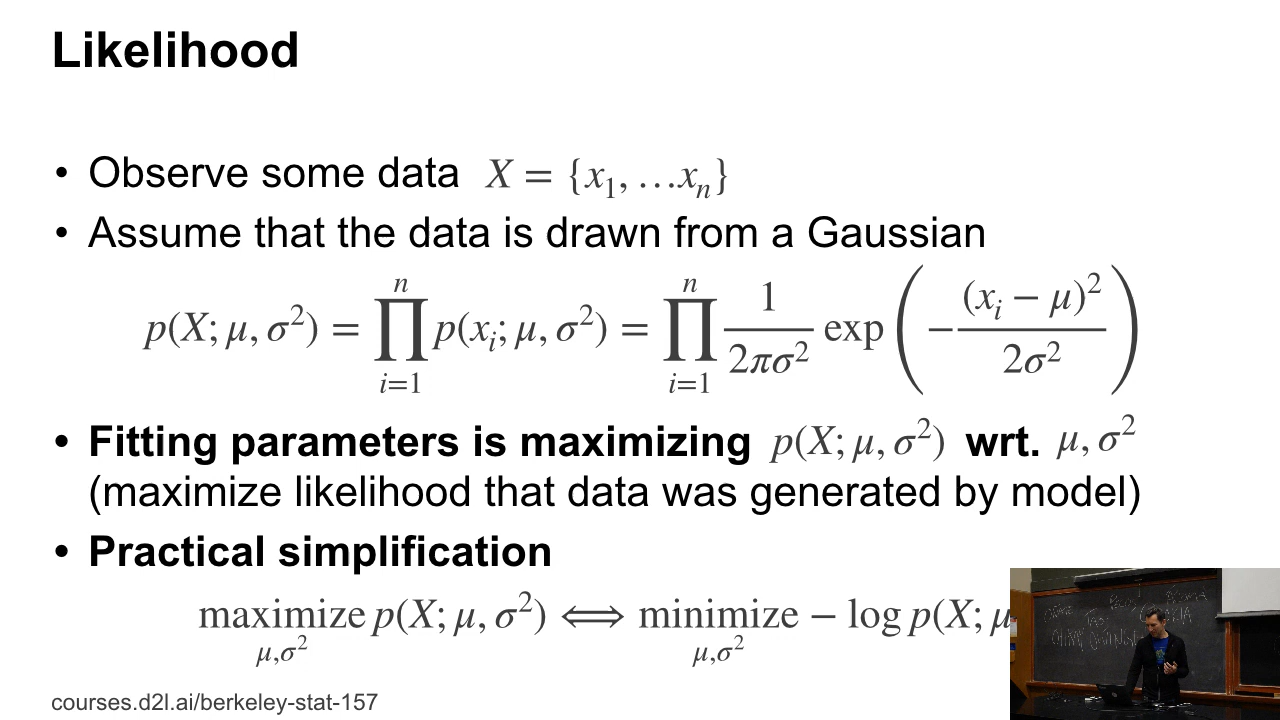 Likelihood
• Observe some data X = {x₁, …xₙ}
• Assume that the data is drawn from a Gaussian
p(X; μ, σ²) = ∏ᵢ₌₁ⁿ p(xᵢ; μ, σ²) = ∏ᵢ₌₁ⁿ 1/(2πσ²) exp(−(xᵢ − μ)²/(2σ²))
• Fitting parameters is maximizing p(X; μ, σ²) wrt. μ, σ²
(maximize likelihood that data was generated by model)
• Practical simplification
maximize p(X; μ, σ²) ⟺ minimize − log p(X; μ
μ,σ² μ,σ²
courses.d2l.ai/berkeley-stat-157